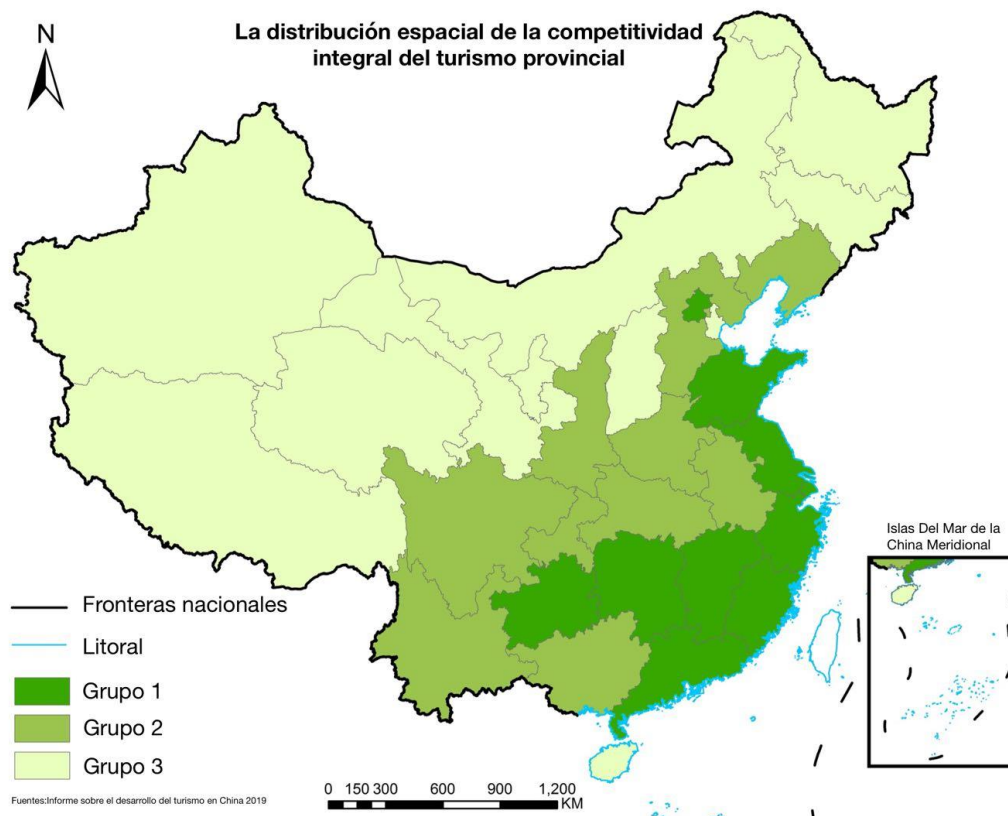 La distribución espacial de la competitividad
integral del turismo provincial
N
Islas Del Mar de la
China Meridional
Fronteras nacionales
Litoral
Grupo 1
Grupo 2
Grupo 3
Fuentes:Informe sobre el desarrollo del turismo en China 2019
0 150 300 600 900 1,200
KM